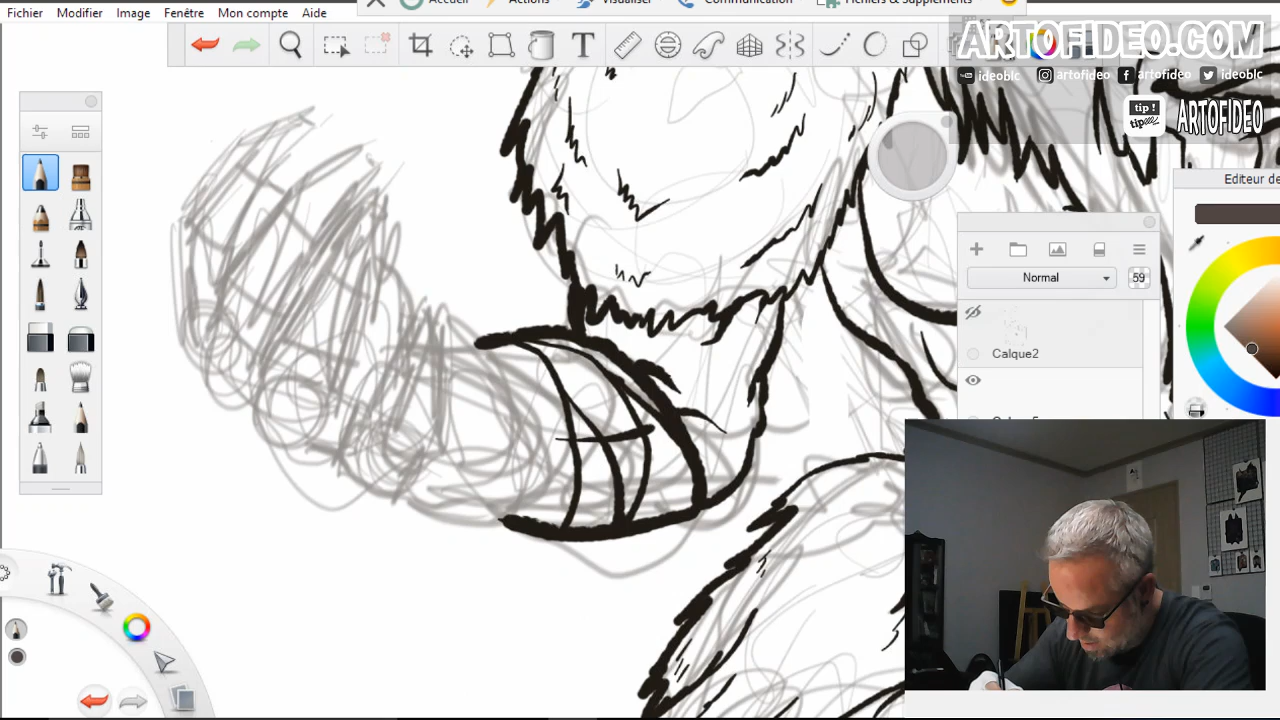 Accueil Actions Visualiser Communication Fichiers & Suppléments
Fichier Modifier Image Fenêtre Mon compte Aide
ARTOFIDEO.COM
ideoblc artofideo artofideo ideoblc
tip !
tip
ARTOFIDEO
T
Editeur de
Normal 59
Calque2